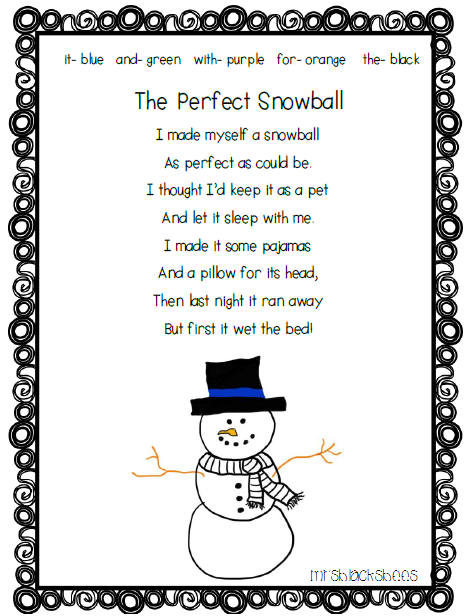 it- blue and- green with- purple for- orange the- black
The Perfect Snowball
I made myself a snowball
As perfect as could be.
I thought I'd keep it as a pet
And let it sleep with me.
I made it some pajamas
And a pillow for its head,
Then last night it ran away
But first it wet the bed!
mrsblacksbees